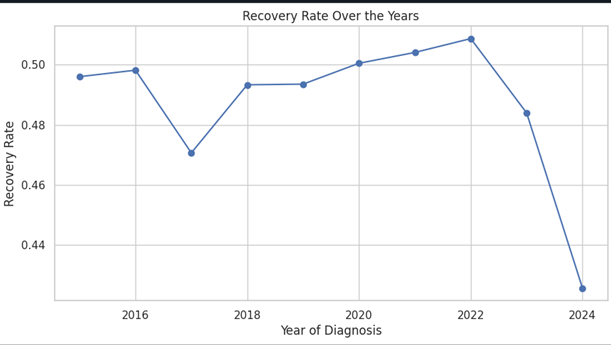 Recovery Rate Over the Years
0.50
0.48
0.46
0.44
Recovery Rate
2016 2018 2020 2022 2024
Year of Diagnosis